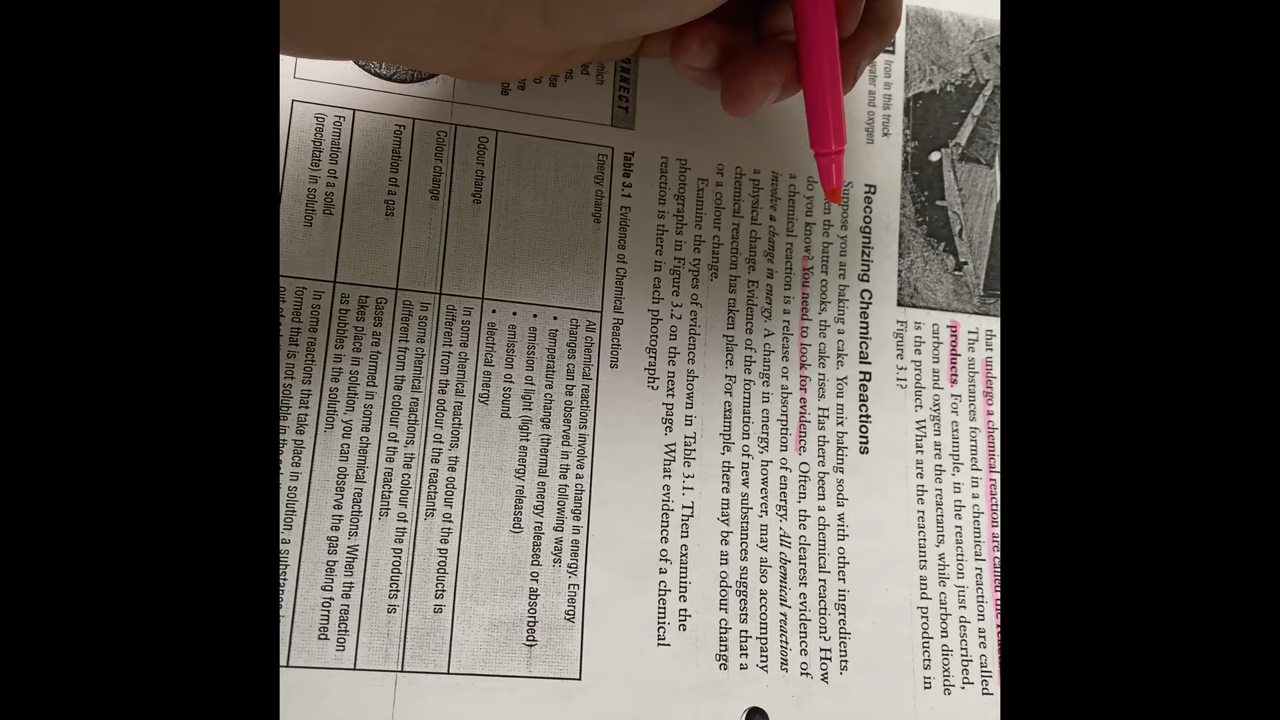 that undergo a chemical reaction are called the
The substances formed in a chemical reaction are called
products. For example, in the reaction just described,
carbon and oxygen are the reactants, while carbon dioxide
is the product. What are the reactants and products in
Figure 3.1?
Iron in this truck
water and oxygen
Recognizing Chemical Reactions
Suppose you are baking a cake. You mix baking soda with other ingredients.
the batter cooks, the cake rises. Has there been a chemical reaction? How
do you know? You need to look for evidence. Often, the clearest evidence of
a chemical reaction is a release or absorption of energy. All chemical reactions
involve a change in energy. A change in energy, however, may also accompany
a physical change. Evidence of the formation of new substances suggests that a
chemical reaction has taken place. For example, there may be an odour change
or a colour change.
Examine the types of evidence shown in Table 3.1. Then examine the
photographs in Figure 3.2 on the next page. What evidence of a chemical
reaction is there in each photograph?
Table 3.1 Evidence of Chemical Reactions
Energy change
All chemical reactions involve a change in energy. Energy
changes can be observed in the following ways:
• temperature change (thermal energy released or absorbed)
• emission of light (light energy released)
• emission of sound
• electrical energy
Odour change
In some chemical reactions, the odour of the products is
different from the odour of the reactants.
Colour change
In some chemical reactions, the colour of the products is
different from the colour of the reactants.
Formation of a gas
Gases are formed in some chemical reactions. When the reaction
takes place in solution, you can observe the gas being formed
as bubbles in the solution.
Formation of a solid
(precipitate) in solution
In some reactions that take place in solution, a substance
formed that is not soluble in the